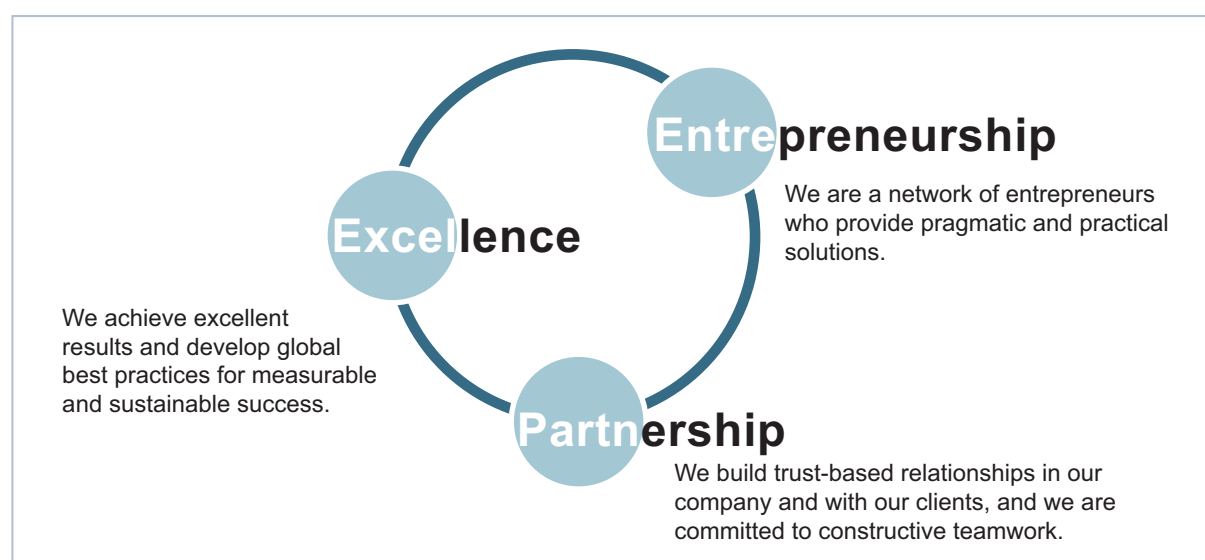 Entrepreneurship
We are a network of entrepreneurs
who provide pragmatic and practical
solutions.
Excellence
We achieve excellent
results and develop global
best practices for measurable
and sustainable success.
Partnership
We build trust-based relationships in our
company and with our clients, and we are
committed to constructive teamwork.